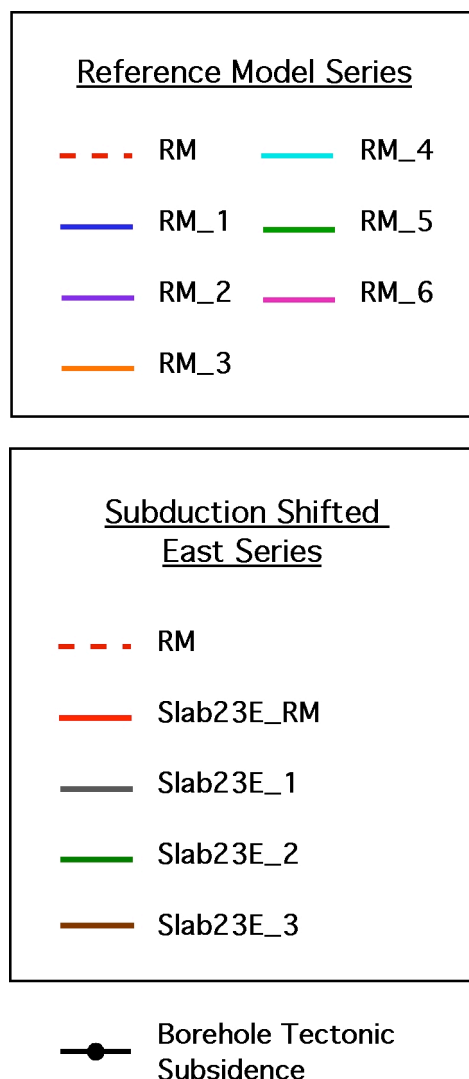 Reference Model Series
RM RM_4
RM_1 RM_5
RM_2 RM_6
RM_3
Subduction Shifted
East Series
RM
Slab23E_RM
Slab23E_1
Slab23E_2
Slab23E_3
Borehole Tectonic
Subsidence